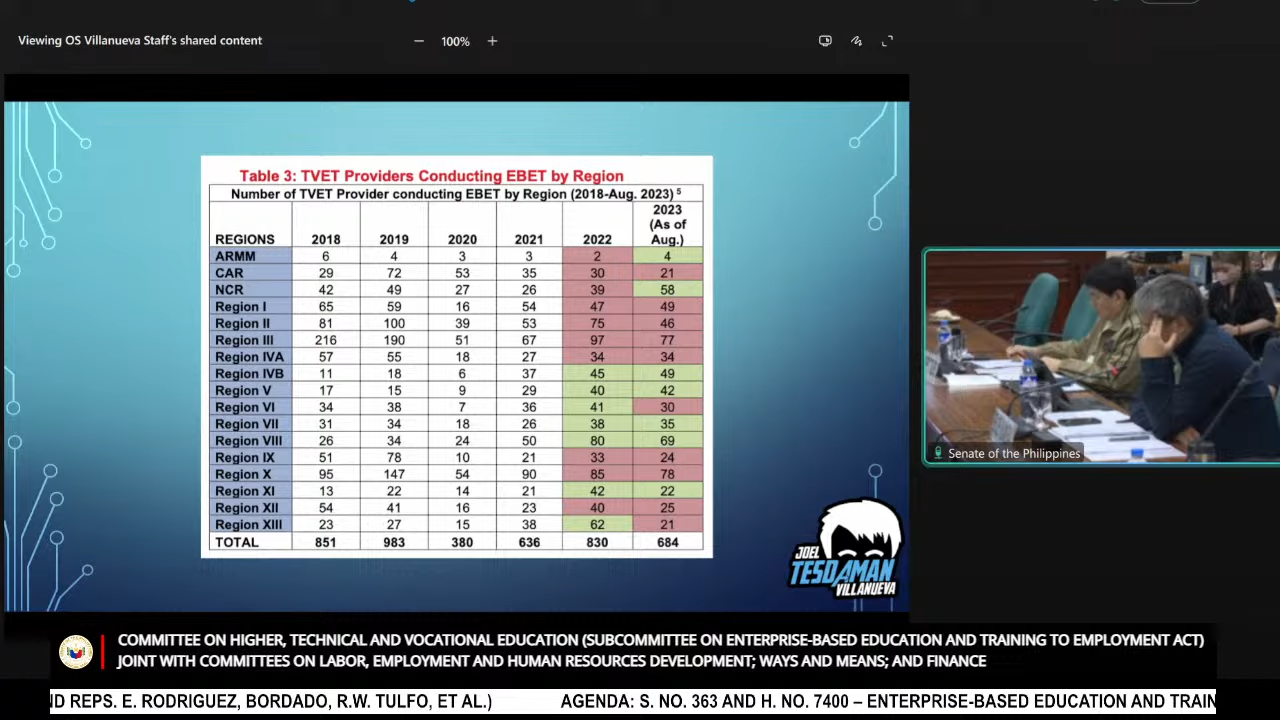 Viewing OS Villanueva Staff's shared content
100%
Table 3: TVET Providers Conducting EBET by Region
Number of TVET Provider conducting EBET by Region (2018-Aug. 2023) 5
REGIONS 2018 2019 2020 2021 2022 2023 (As of Aug.)
ARMM 6 4 3 3 2 4
CAR 29 72 53 35 30 21
NCR 42 49 27 26 39 58
Region I 65 59 16 54 47 49
Region II 81 100 39 53 75 46
Region III 216 190 51 67 97 77
Region IVA 57 55 18 27 34 34
Region IVB 11 18 6 37 45 49
Region V 17 15 9 29 40 42
Region VI 34 38 7 36 41 30
Region VII 31 34 18 26 38 35
Region VIII 26 34 24 50 80 69
Region IX 51 78 10 21 33 24
Region X 95 147 54 90 85 78
Region XI 13 22 14 21 42 22
Region XII 54 41 16 23 40 25
Region XIII 23 27 15 38 62 21
TOTAL 851 983 380 636 830 684
JOEL
TESDAMAN
VILLANUEVA
Senate of the Philippines
COMMITTEE ON HIGHER, TECHNICAL AND VOCATIONAL EDUCATION (SUBCOMMITTEE ON ENTERPRISE-BASED EDUCATION AND TRAINING TO EMPLOYMENT ACT)
JOINT WITH COMMITTEES ON LABOR, EMPLOYMENT AND HUMAN RESOURCES DEVELOPMENT; WAYS AND MEANS; AND FINANCE
ND REPS. E. RODRIGUEZ, BORDADO, R.W. TULFO, ET AL.) AGENDA: S. NO. 363 AND H. NO. 7400 – ENTERPRISE-BASED EDUCATION AND TRAIN